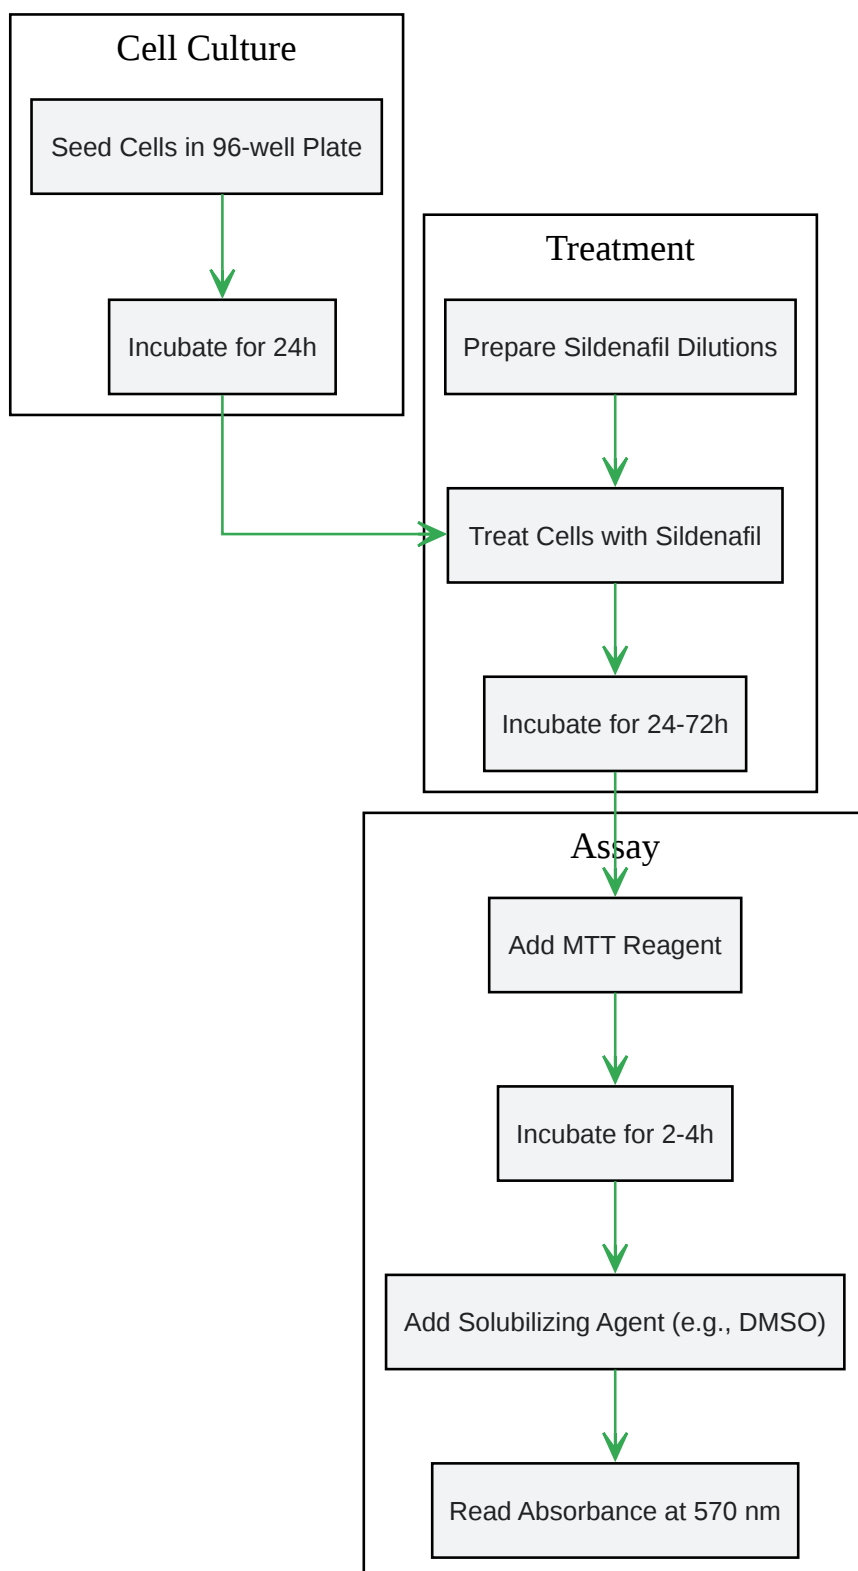 Cell Culture
Seed Cells in 96-well Plate
Incubate for 24h
Treatment
Prepare Sildenafil Dilutions
Treat Cells with Sildenafil
Incubate for 24-72h
Assay
Add MTT Reagent
Incubate for 2-4h
Add Solubilizing Agent (e.g., DMSO)
Read Absorbance at 570 nm